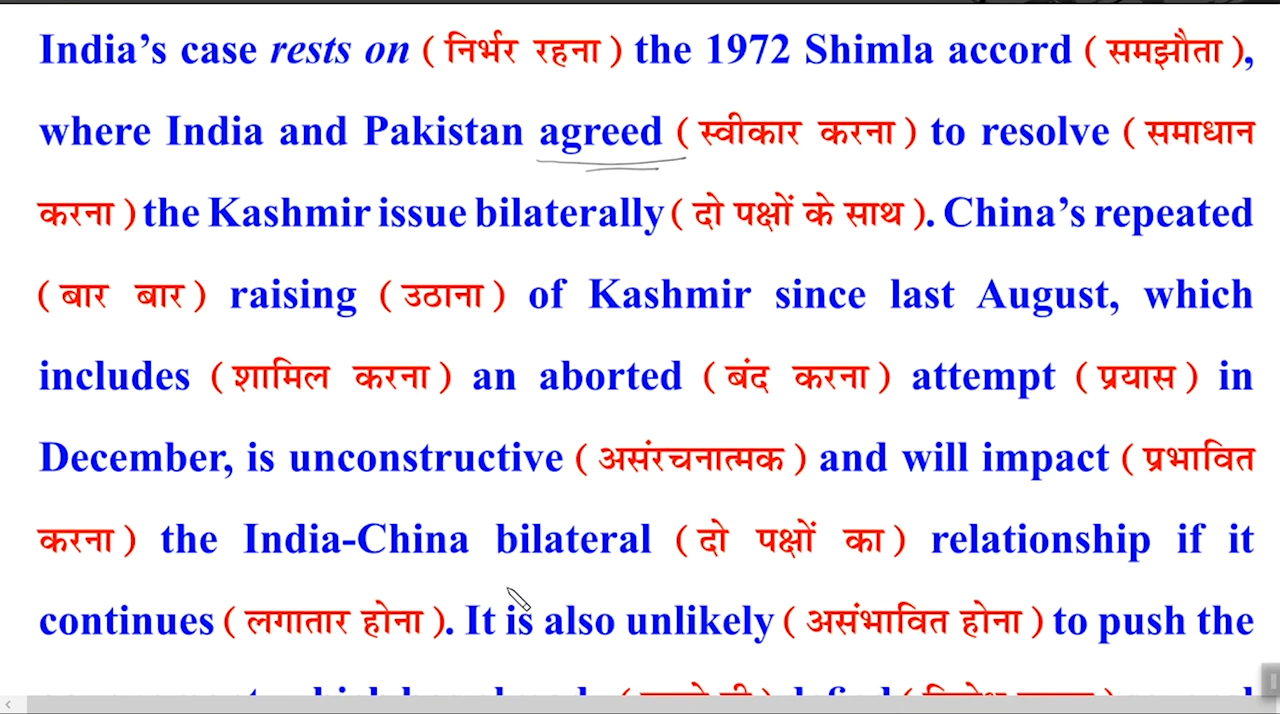 India’s case rests on ( निर्भर रहना ) the 1972 Shimla accord ( समझौता ),
where India and Pakistan agreed ( स्वीकार करना ) to resolve ( समाधान
करना ) the Kashmir issue bilaterally ( दो पक्षों के साथ ). China’s repeated
( बार बार ) raising ( उठाना ) of Kashmir since last August, which
includes ( शामिल करना ) an aborted ( बंद करना ) attempt ( प्रयास ) in
December, is unconstructive ( असंरचनात्मक ) and will impact ( प्रभावित
करना ) the India-China bilateral ( दो पक्षों का ) relationship if it
continues ( लगातार होना ). It is also unlikely ( असंभावित होना ) to push the